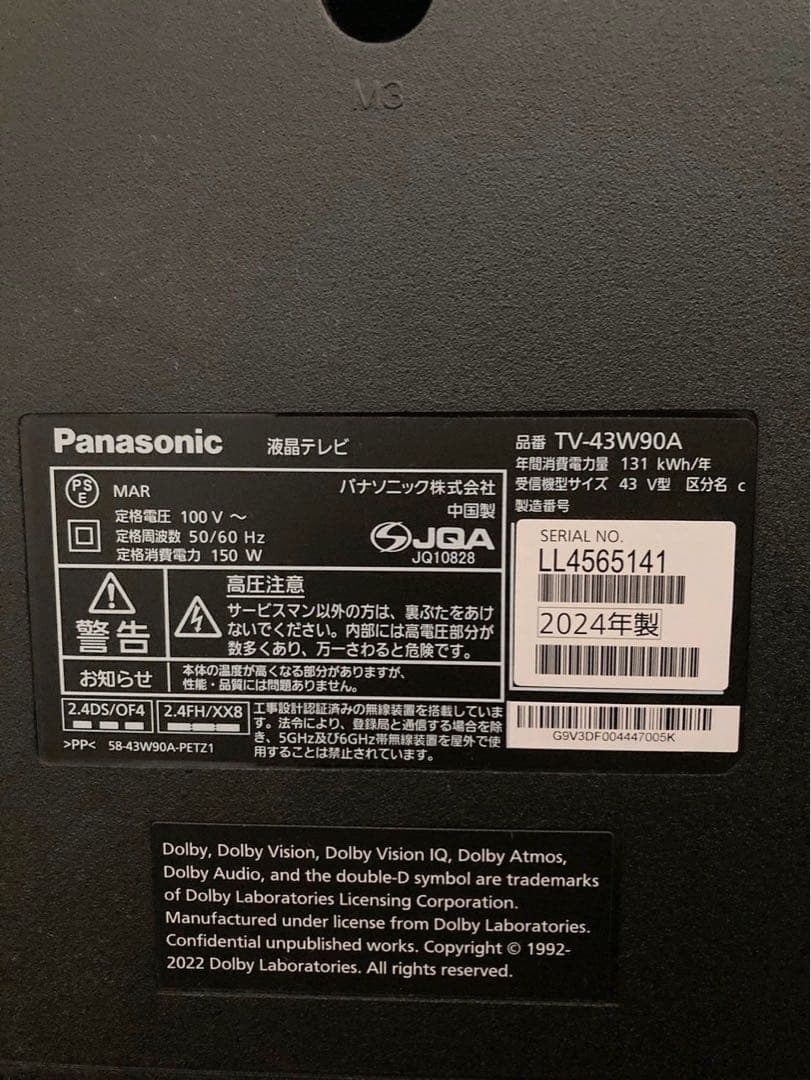 M3
Panasonic 液晶テレビ
PSE MAR
パナソニック株式会社
中国製
定格電圧 100 V ～
定格周波数 50/60 Hz
定格消費電力 150 W
JQA
JQ10828
警告
高圧注意
サービスマン以外の方は、裏ぶたをあけ
ないでください。内部には高電圧部分が
数多くあり、万一さわると危険です。
お知らせ
本体の温度が高くなる部分がありますが、
性能・品質には問題ありません。
2.4DS/OF4
2.4FH/XX8
工事設計認証済みの無線装置を搭載していま
す。法令により、登録局と通信する場合を除
き、5GHz及び6GHz帯無線装置を屋外で使
用することは禁止されています。
>PP< 58-43W90A-PETZ1
品番 TV-43W90A
年間消費電力量 131 kWh/年
受信機型サイズ 43 V型 区分名 c
製造番号
SERIAL NO.
LL4565141
2024年製
G9V3DF004447005K
Dolby, Dolby Vision, Dolby Vision IQ, Dolby Atmos,
Dolby Audio, and the double-D symbol are trademarks
of Dolby Laboratories Licensing Corporation.
Manufactured under license from Dolby Laboratories.
Confidential unpublished works. Copyright © 1992-
2022 Dolby Laboratories. All rights reserved.